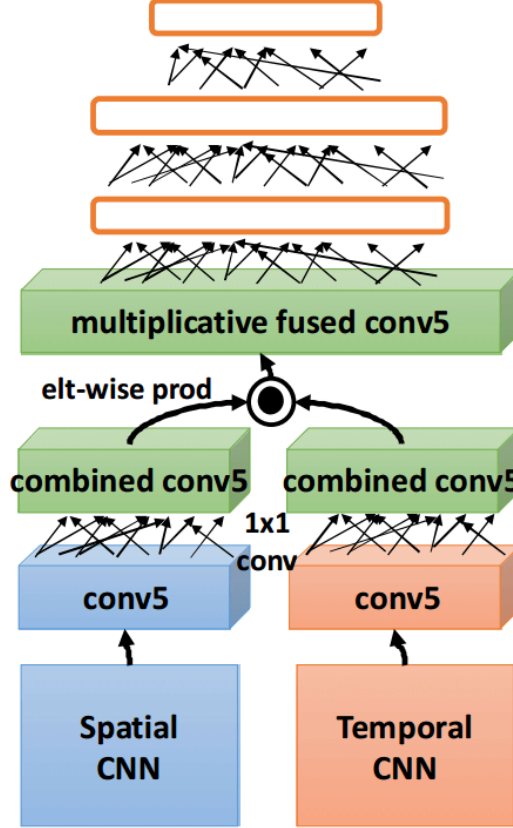 multiplicative fused conv5
elt-wise prod
combined conv5
combined conv5
1x1
conv
conv5
conv5
Spatial
CNN
Temporal
CNN